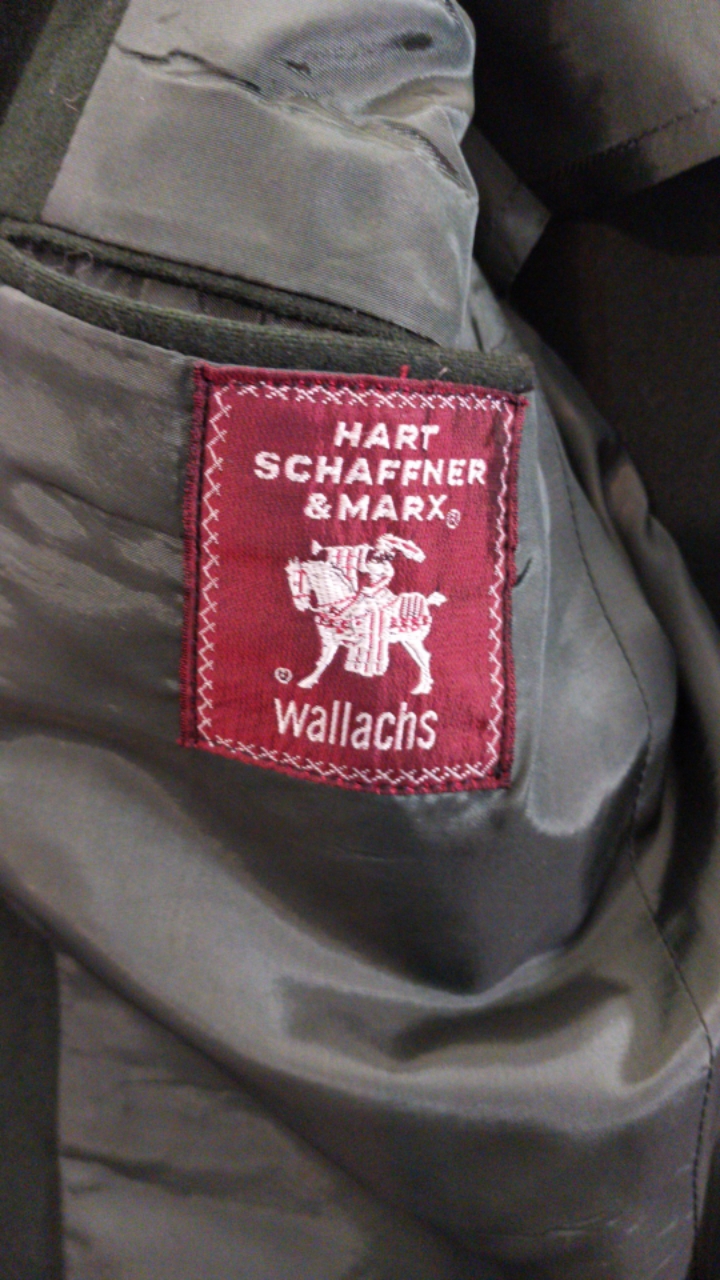 HART
SCHAFFNER
& MARX®
®
wallachs